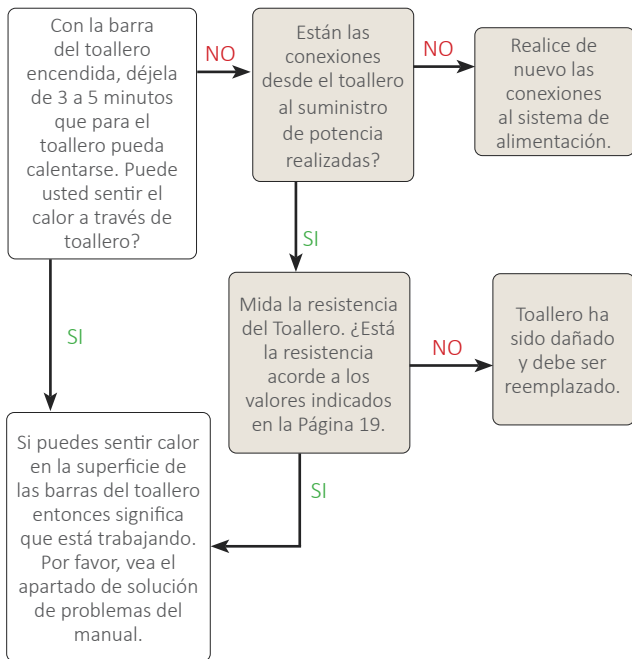 Con la barra
del toallero
encendida, déjela
de 3 a 5 minutos
que para el
toallero pueda
calentarse. Puede
usted sentir el
calor a través de
toallero?
NO
Están las
conexiones
desde el toallero
al suministro
de potencia
realizadas?
NO
Realice de
nuevo las
conexiones
al sistema de
alimentación.
SI
SI
Mida la resistencia
del Toallero. ¿Está
la resistencia
acorde a los
valores indicados
en la Página 19.
NO
Toallero ha
sido dañado
y debe ser
reemplazado.
SI
Si puedes sentir calor
en la superficie de
las barras del toallero
entonces significa
que está trabajando.
Por favor, vea el
apartado de solución
de problemas del
manual.